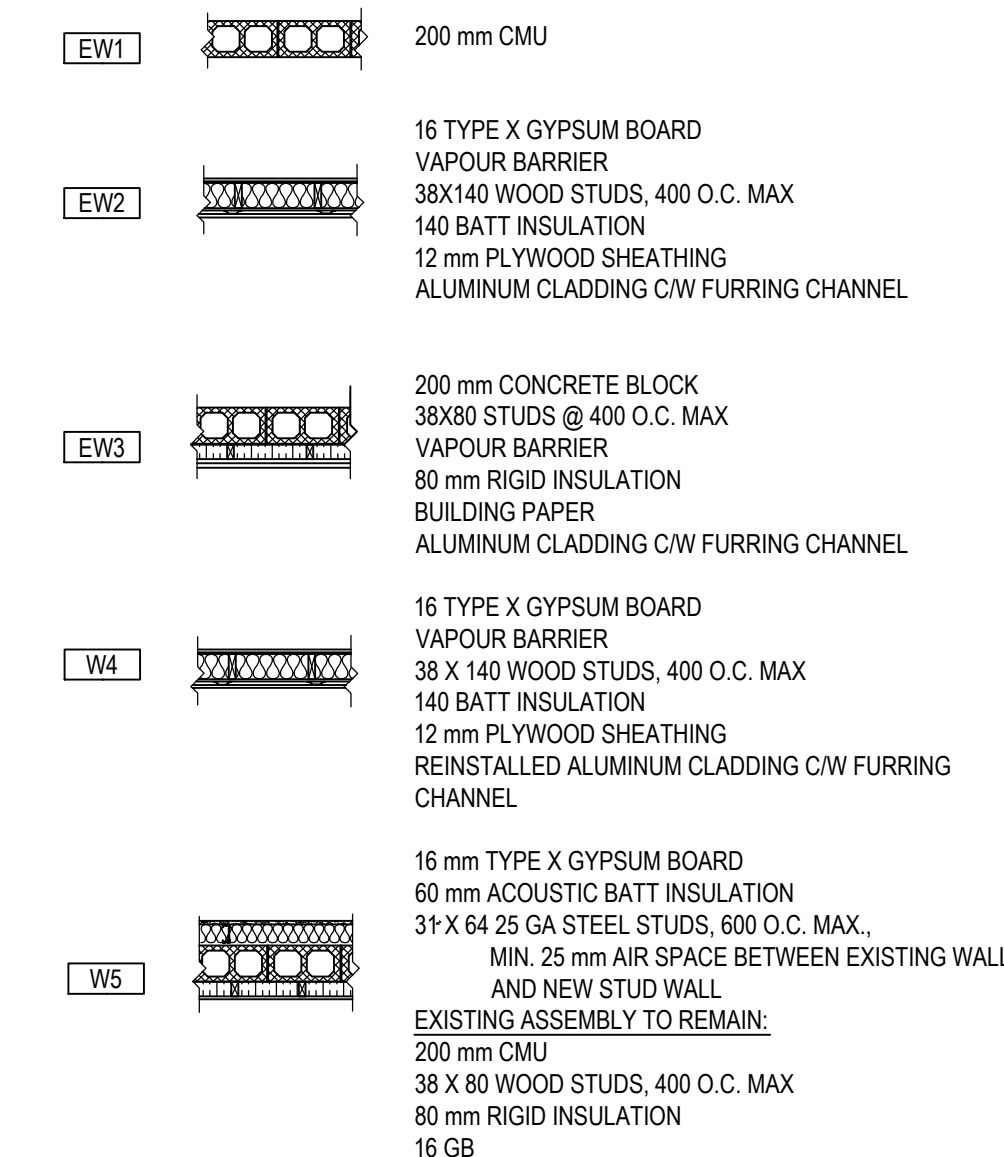 EW1
200 mm CMU
EW2
16 TYPE X GYPSUM BOARD
VAPOUR BARRIER
38X140 WOOD STUDS, 400 O.C. MAX
140 BATT INSULATION
12 mm PLYWOOD SHEATHING
ALUMINUM CLADDING C/W FURRING CHANNEL
EW3
200 mm CONCRETE BLOCK
38X80 STUDS @ 400 O.C. MAX
VAPOUR BARRIER
80 mm RIGID INSULATION
BUILDING PAPER
ALUMINUM CLADDING C/W FURRING CHANNEL
W4
16 TYPE X GYPSUM BOARD
VAPOUR BARRIER
38 X 140 WOOD STUDS, 400 O.C. MAX
140 BATT INSULATION
12 mm PLYWOOD SHEATHING
REINSTALLED ALUMINUM CLADDING C/W FURRING
CHANNEL
W5
16 mm TYPE X GYPSUM BOARD
60 mm ACOUSTIC BATT INSULATION
31 X 64 25 GA STEEL STUDS, 600 O.C. MAX.,
MIN. 25 mm AIR SPACE BETWEEN EXISTING WALL
AND NEW STUD WALL
EXISTING ASSEMBLY TO REMAIN:
200 mm CMU
38 X 80 WOOD STUDS, 400 O.C. MAX
80 mm RIGID INSULATION
16 GB